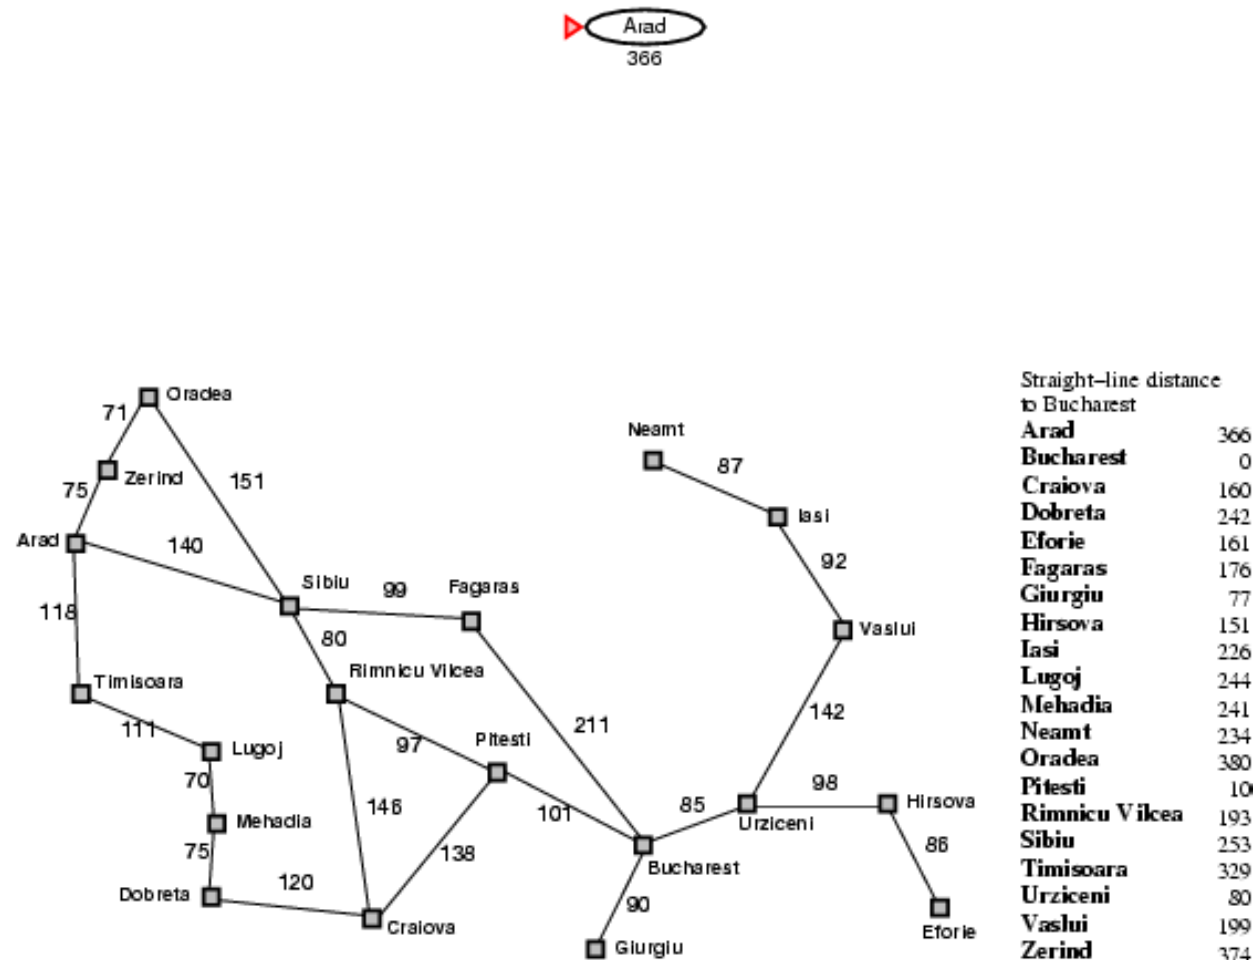 Arad
366
Oradea
71
Neamt
87
Zerind
151
75
Iasi
Arad
140
92
Sibiu
99
Fagaras
118
Vaslui
80
Timisoara
Rimnicu Vilcea
142
111
Lugoj
97
Pitesti
211
70
98
Hirsova
146
101
85
Mehadia
Urziceni
86
75
138
Bucharest
120
Dobreta
90
Craiova
Eforie
Giurgiu
Straight-line distance
to Bucharest
Arad 366
Bucharest 0
Craiova 160
Dobreta 242
Eforie 161
Fagaras 176
Giurgiu 77
Hirsova 151
Iasi 226
Lugoj 244
Mehadia 241
Neamt 234
Oradea 380
Pitesti 10
Rimnicu Vilcea 193
Sibiu 253
Timisoara 329
Urziceni 80
Vaslui 199
Zerind 374